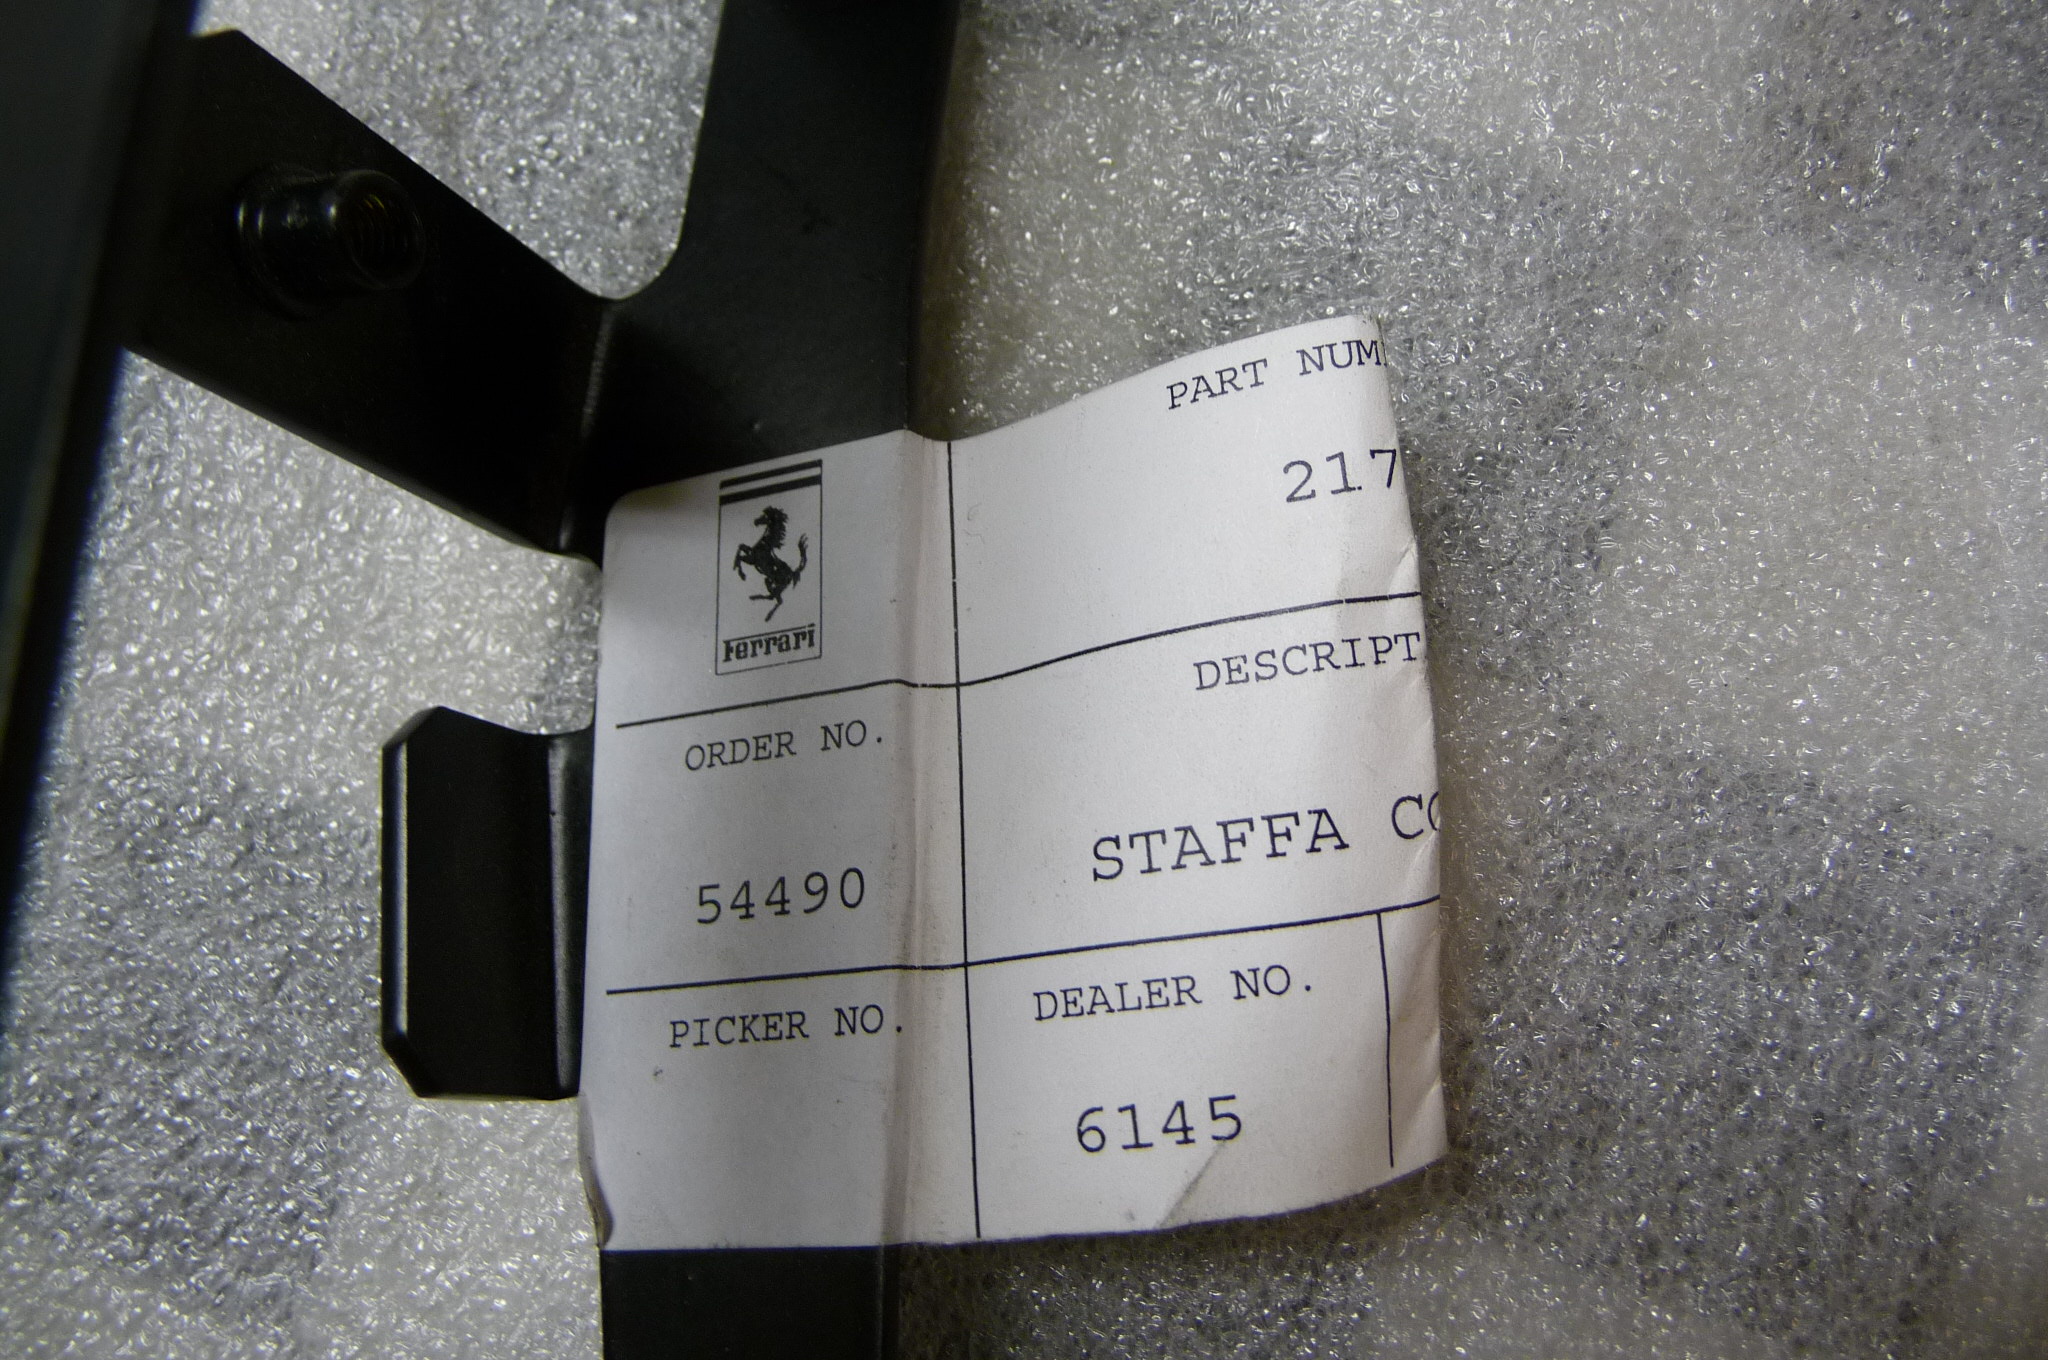 PART NUM
217
Ferrari
DESCRIPT
ORDER NO.
STAFFA CO
54490
DEALER NO.
PICKER NO.
6145